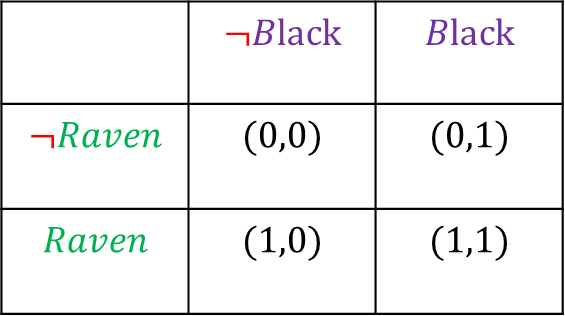 ¬Black Black
¬Raven (0,0) (0,1)
Raven (1,0) (1,1)